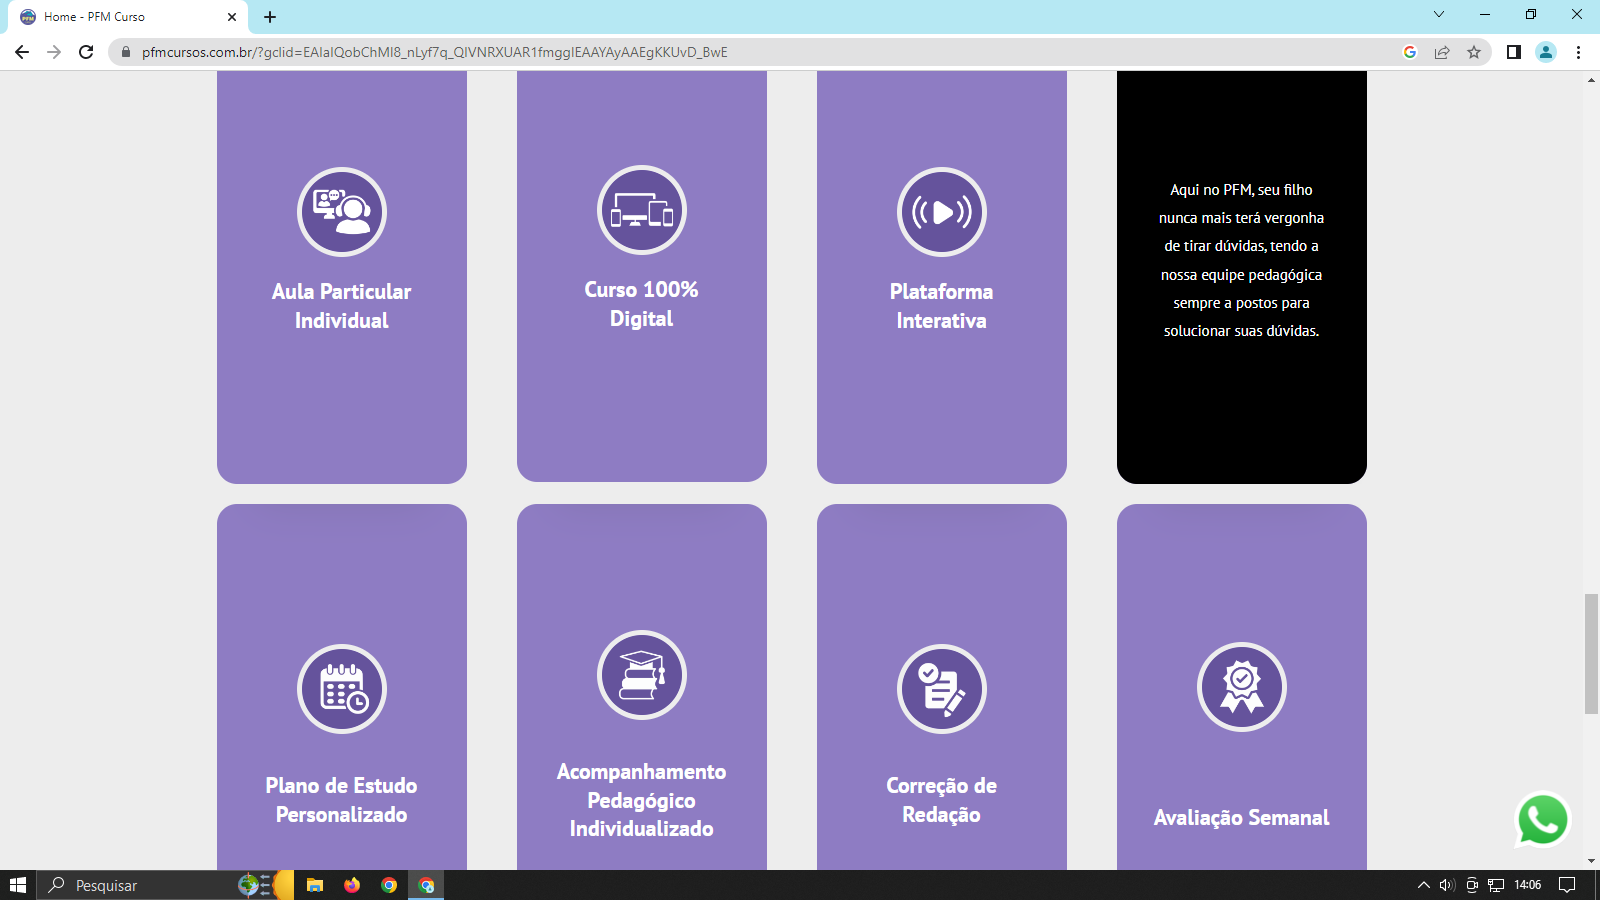 Home - PFM Curso
pfmcursos.com.br/?gclid=EAIaIQobChMI8_nLyf7q_QIVNRXUAR1fmggIEAAYAyAAEgKKUvD_BwE
Aula Particular
Individual
Curso 100%
Digital
Plataforma
Interativa
Aqui no PFM, seu filho
nunca mais terá vergonha
de tirar dúvidas, tendo a
nossa equipe pedagógica
sempre a postos para
solucionar suas dúvidas.
Plano de Estudo
Personalizado
Acompanhamento
Pedagógico
Individualizado
Correção de
Redação
Avaliação Semanal
Pesquisar
14:06